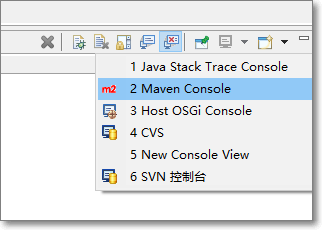 1 Java Stack Trace Console
m2 2 Maven Console
3 Host OSGi Console
4 CVS
5 New Console View
6 SVN 控制台